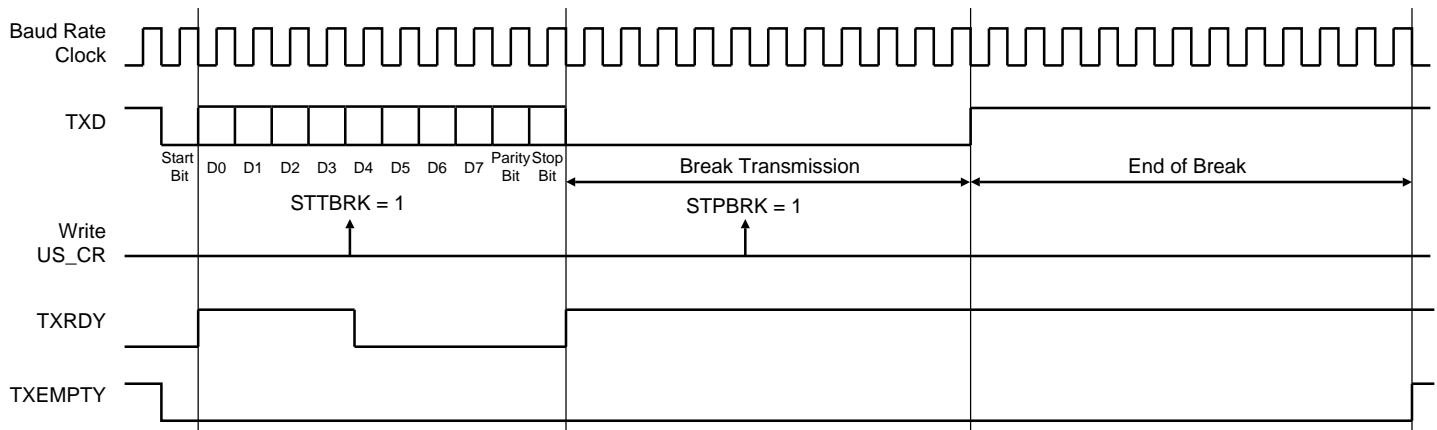 Baud Rate
Clock
TXD
Start
Bit
D0
D1
D2
D3
D4
D5
D6
D7
Parity
Bit
Stop
Bit
Break Transmission
End of Break
STTBRK = 1
STPBRK = 1
Write
US_CR
TXRDY
TXEMPTY